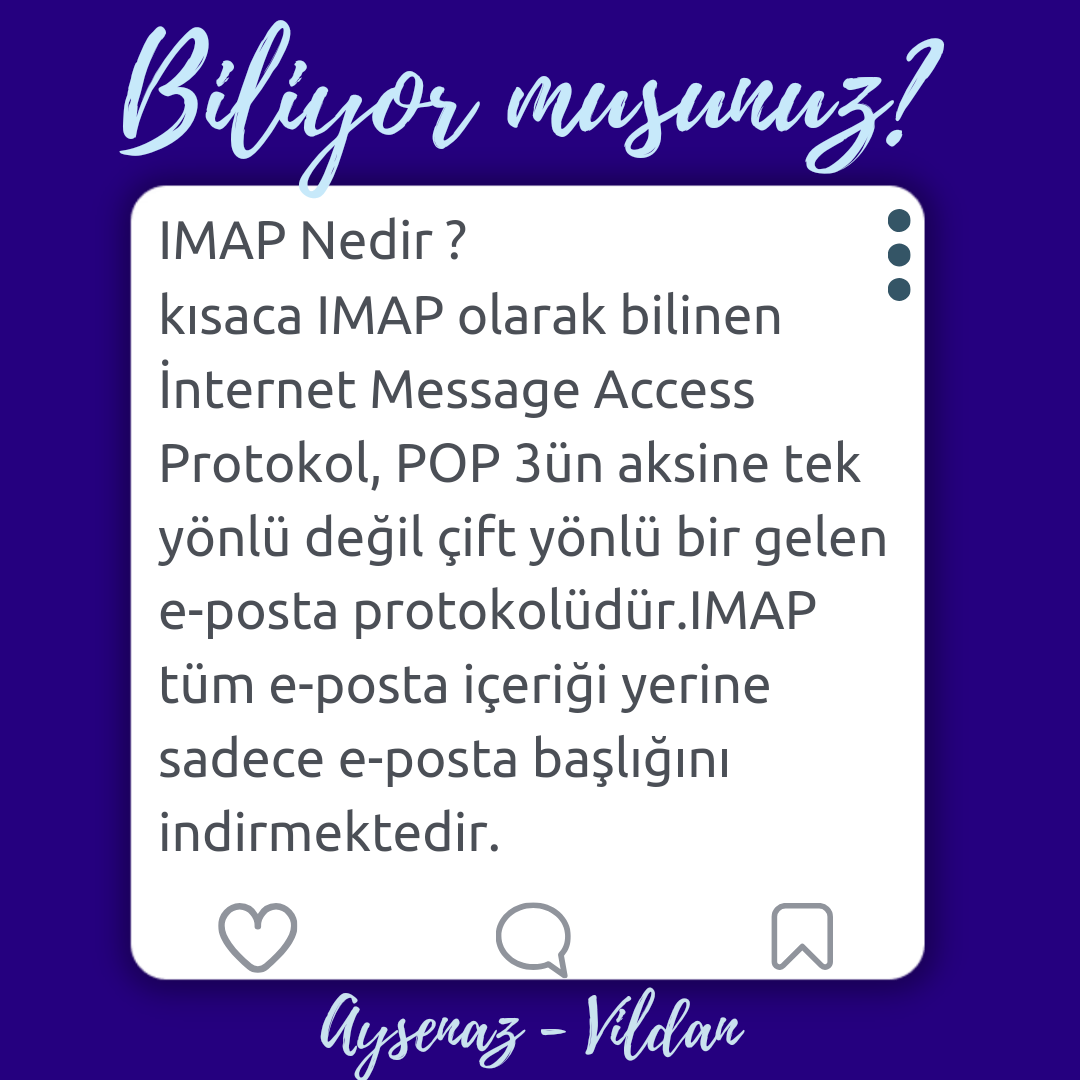 Biliyor musunuz?
IMAP Nedir ?
kısaca IMAP olarak bilinen
İnternet Message Access
Protokol, POP 3ün aksine tek
yönlü değil çift yönlü bir gelen
e-posta protokolüdür.IMAP
tüm e-posta içeriği yerine
sadece e-posta başlığını
indirmektedir.
Aysenaz - Vildan